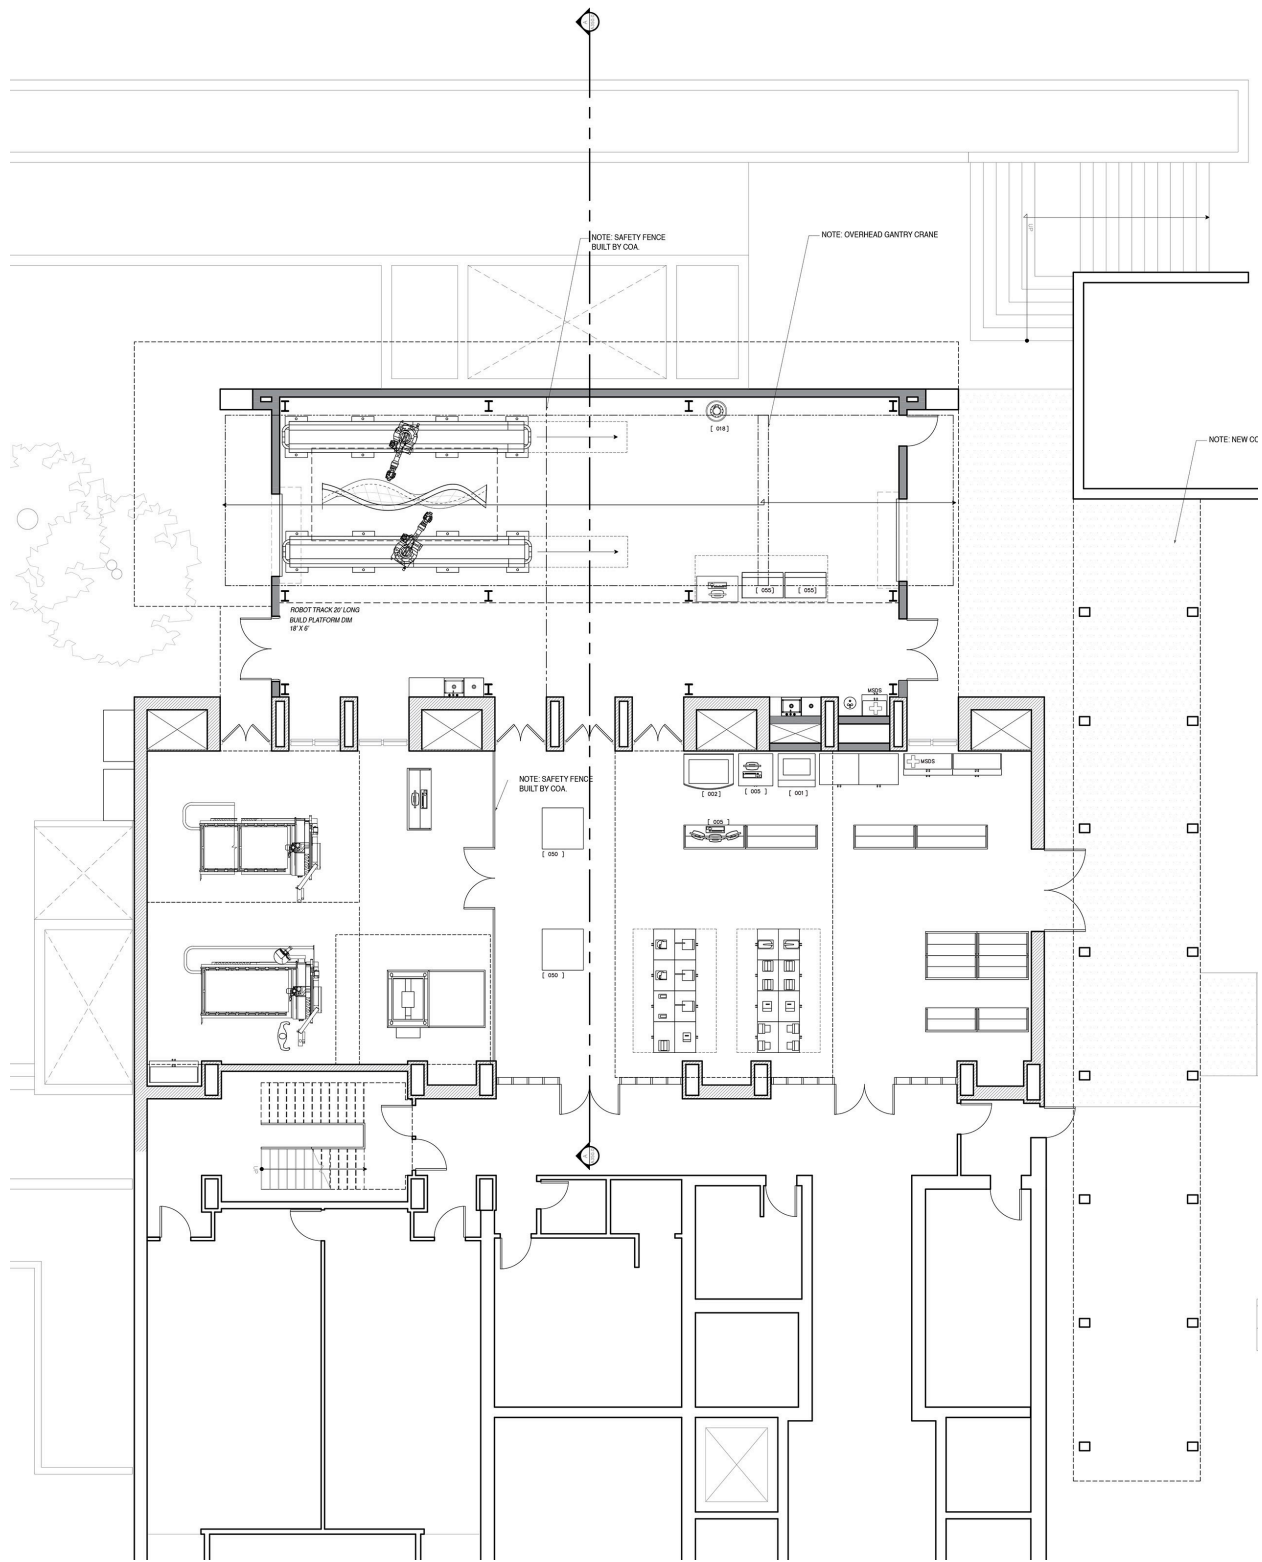 NOTE: SAFETY FENCE
BUILT BY COA.
NOTE: OVERHEAD GANTRY CRANE
UP
[ 018]
NOTE: NEW CO
[ 055]
[ 055]
ROBOT TRACK 20' LONG
BUILD PLATFORM DIM
18' X 6'
MSDS
NOTE: SAFETY FENCE
BUILT BY COA.
[ 002]
[ 005 ]
[ 001]
MSDS
[ 005 ]
[ 050 ]
[ 050 ]
UP